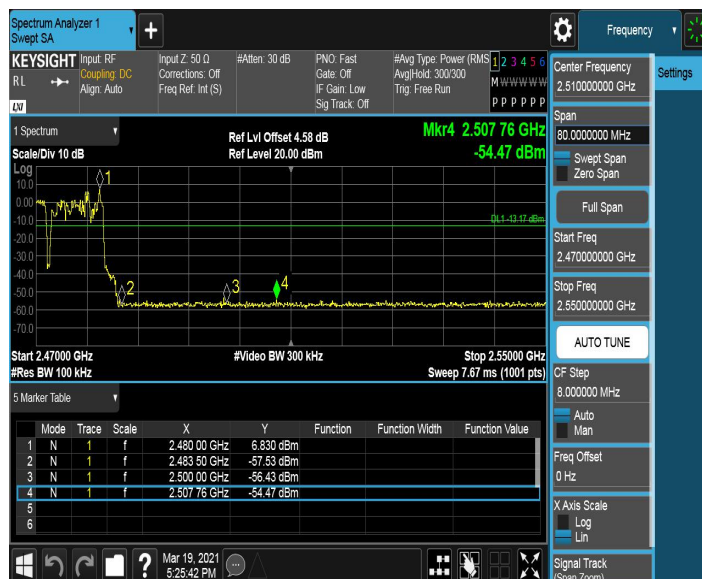 Spectrum Analyzer 1
Swept SA
+
Frequency
KEYSIGHT
RL
LXI
Input: RF
Coupling: DC
Align: Auto
Input Z: 50 Ω
Corrections: Off
Freq Ref: Int (S)
#Atten: 30 dB
PNO: Fast
Gate: Off
IF Gain: Low
Sig Track: Off
#Avg Type: Power (RMS
Avg|Hold: 300/300
Trig: Free Run
1 2 3 4 5 6
M W W W W W
P P P P P P
1 Spectrum
Scale/Div 10 dB
Ref Lvl Offset 4.58 dB
Ref Level 20.00 dBm
Mkr4 2.507 76 GHz
-54.47 dBm
Log
10.0
0.00
-10.0
-20.0
-30.0
-40.0
-50.0
-60.0
-70.0
1
2
3
4
DL1 -13.17 dBm
Start 2.47000 GHz
#Video BW 300 kHz
Stop 2.55000 GHz
#Res BW 100 kHz
Sweep 7.67 ms (1001 pts)
5 Marker Table
Mode Trace Scale X Y Function Function Width Function Value
1 N 1 f 2.480 00 GHz 6.830 dBm
2 N 1 f 2.483 50 GHz -57.53 dBm
3 N 1 f 2.500 00 GHz -56.43 dBm
4 N 1 f 2.507 76 GHz -54.47 dBm
5
6
?
Mar 19, 2021
5:25:42 PM
Center Frequency
2.510000000 GHz
Settings
Span
80.0000000 MHz
Swept Span
Zero Span
Full Span
Start Freq
2.470000000 GHz
Stop Freq
2.550000000 GHz
AUTO TUNE
CF Step
8.000000 MHz
Auto
Man
Freq Offset
0 Hz
X Axis Scale
Log
Lin
Signal Track
(Span Zoom)